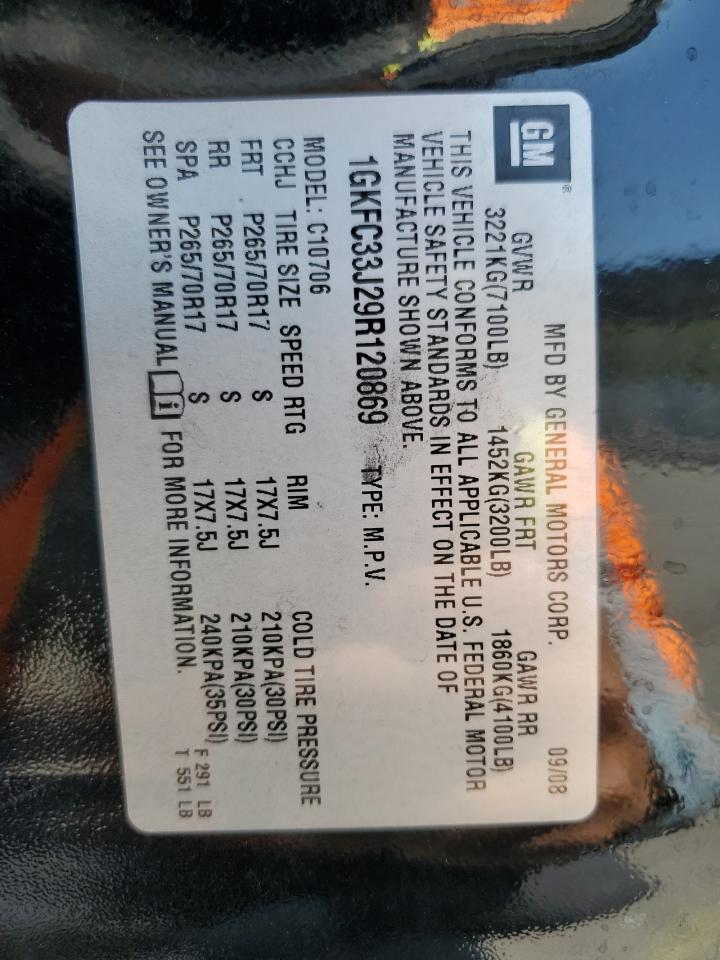 GM ®
MFD BY GENERAL MOTORS CORP. 09/08
GVWR GAWR FRT GAWR RR
3221KG(7100LB) 1452KG(3200LB) 1860KG(4100LB)
THIS VEHICLE CONFORMS TO ALL APPLICABLE U.S. FEDERAL MOTOR
VEHICLE SAFETY STANDARDS IN EFFECT ON THE DATE OF
MANUFACTURE SHOWN ABOVE.
1GKFC33J29R120869 TYPE: M.P.V.
MODEL: C10706
CCHJ TIRE SIZE SPEED RTG RIM COLD TIRE PRESSURE
FRT P265/70R17 S 17X7.5J 210KPA(30PSI)
RR P265/70R17 S 17X7.5J 210KPA(30PSI)
SPA P265/70R17 S 17X7.5J 240KPA(35PSI) F 291 LB
SEE OWNER'S MANUAL i FOR MORE INFORMATION. T 551 LB